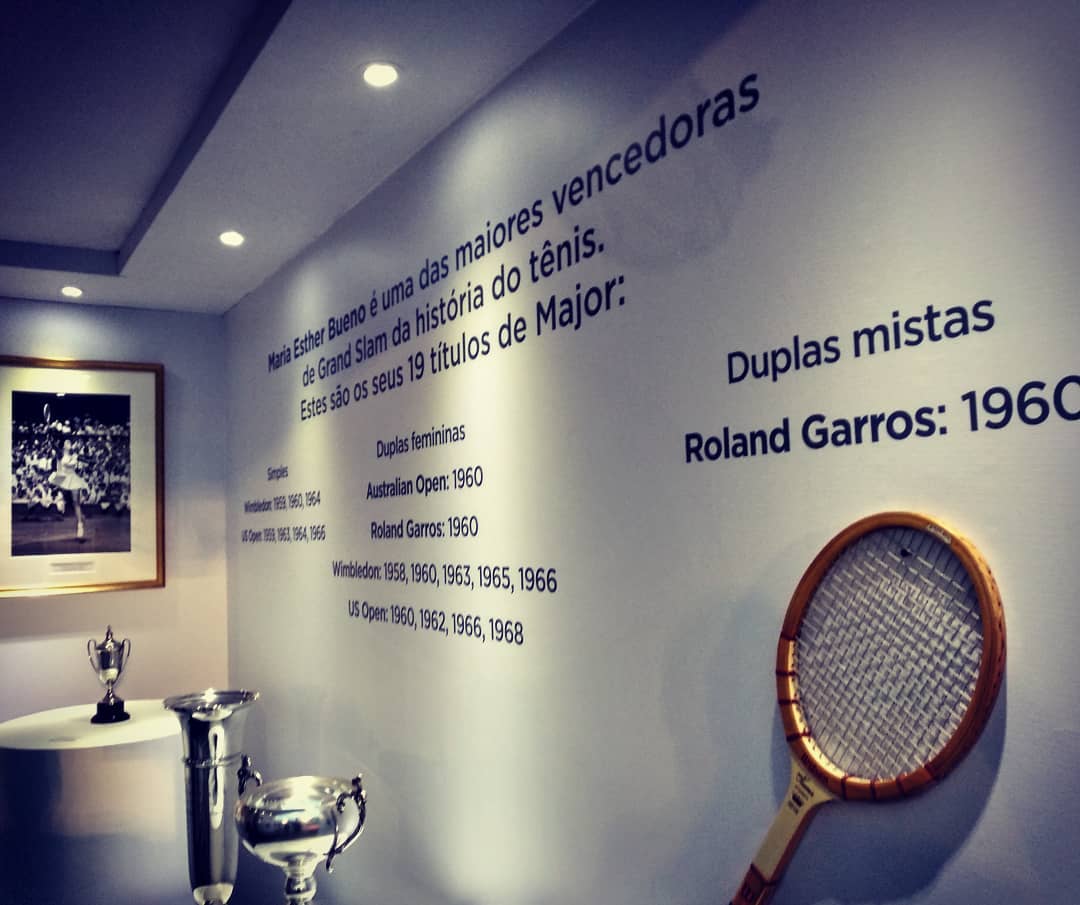 Maria Esther Bueno é uma das maiores vencedoras
de Grand Slam da história do tênis.
Estes são os seus 19 títulos de Major:
Simples
Wimbledon: 1959, 1960, 1964
US Open: 1959, 1963, 1964, 1966
Duplas femininas
Australian Open: 1960
Roland Garros: 1960
Wimbledon: 1958, 1960, 1963, 1965, 1966
US Open: 1960, 1962, 1966, 1968
Duplas mistas
Roland Garros: 1960